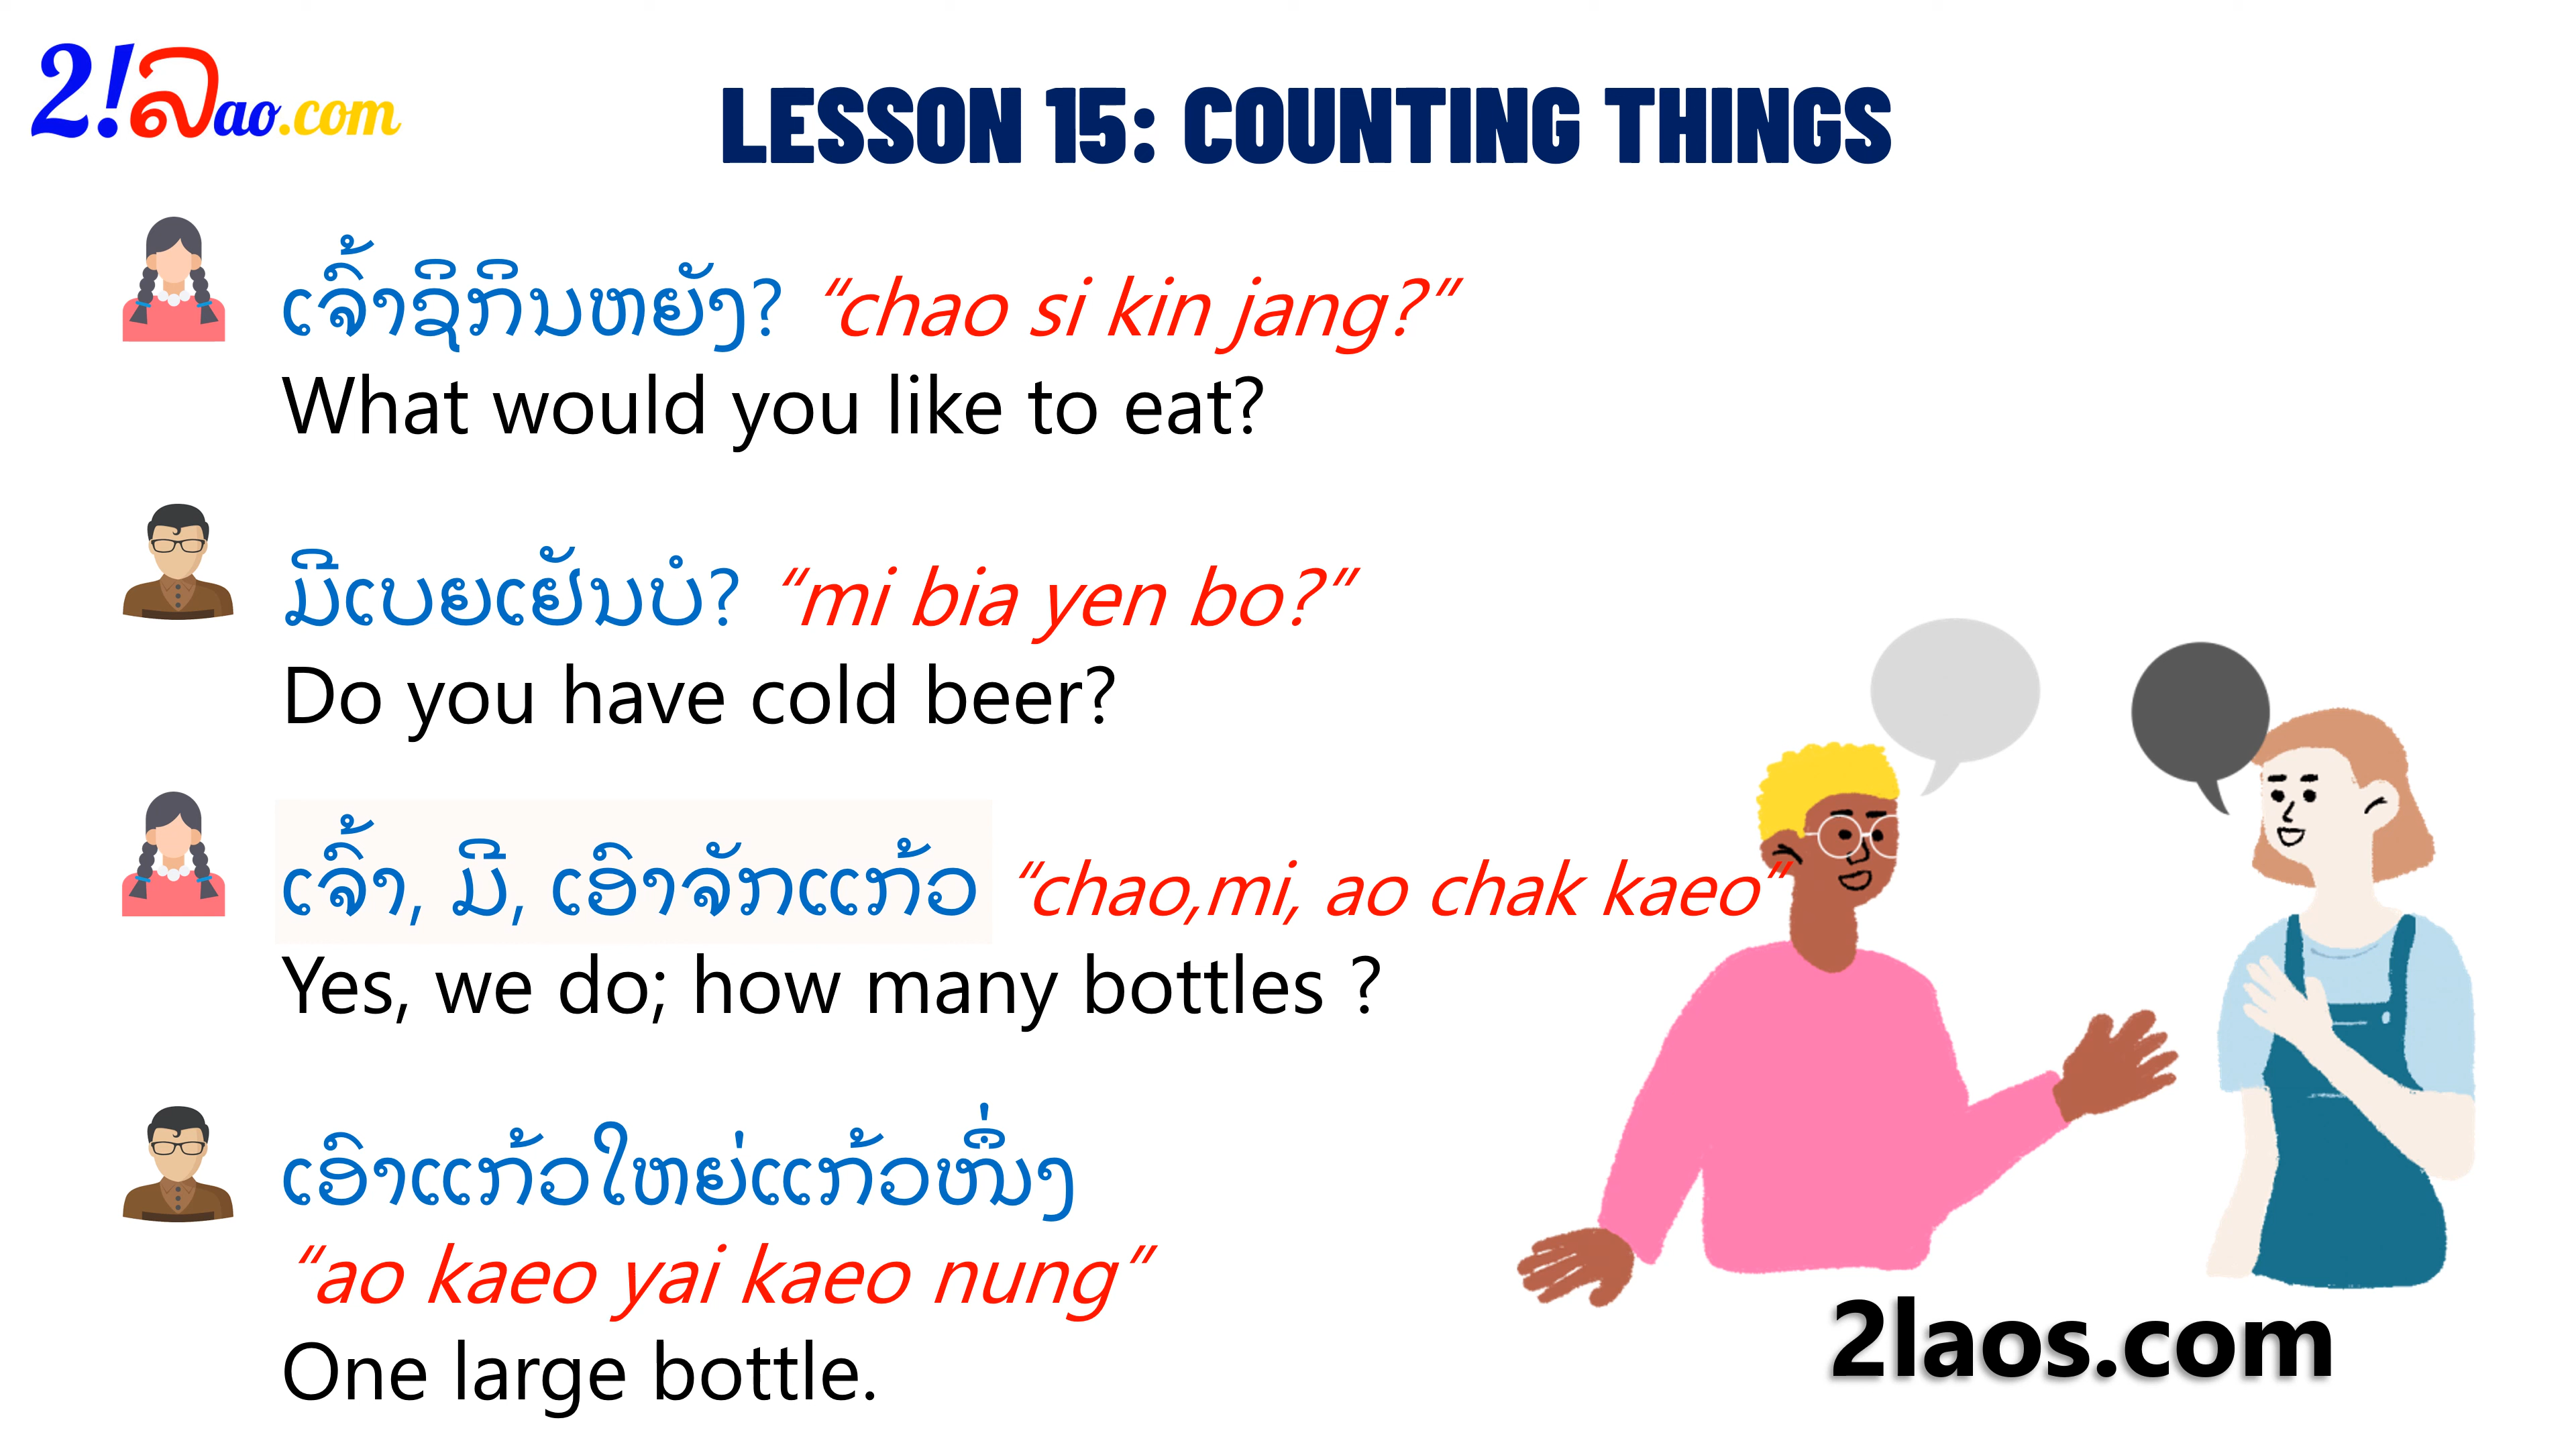 2!ລao.com
LESSON 15: COUNTING THINGS
ເຈົ້າຊິກິນຫຍັງ? “chao si kin jang?”
What would you like to eat?
ມີເບຍເຢັນບໍ? “mi bia yen bo?”
Do you have cold beer?
ເຈົ້າ, ມີ, ເອົາຈັກແກ້ວ “chao,mi, ao chak kaeo”
Yes, we do; how many bottles ?
ເອົາແກ້ວໃຫຍ່ແກ້ວໜຶ່ງ
“ao kaeo yai kaeo nung”
One large bottle.
2laos.com